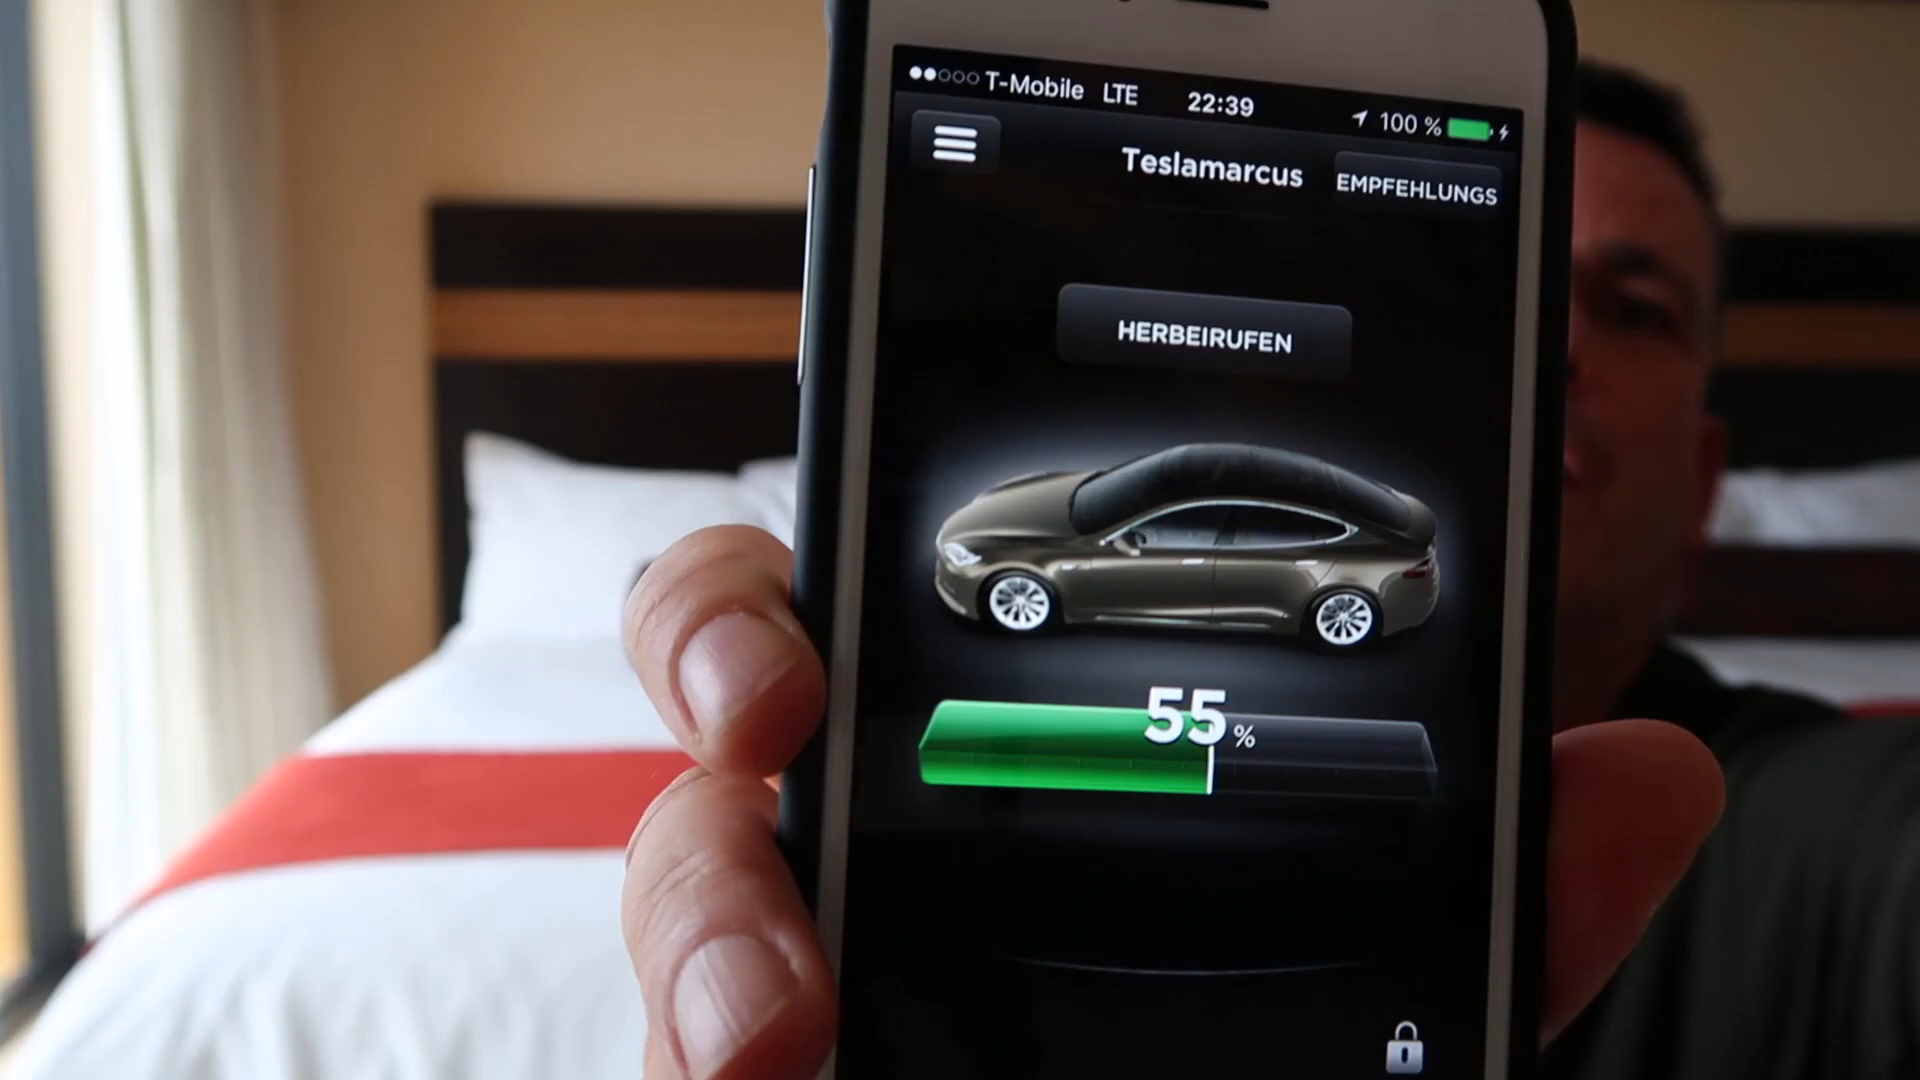 T-Mobile LTE 22:39 100 %
Teslamarcus EMPFEHLUNGS
HERBEIRUFEN
55 %